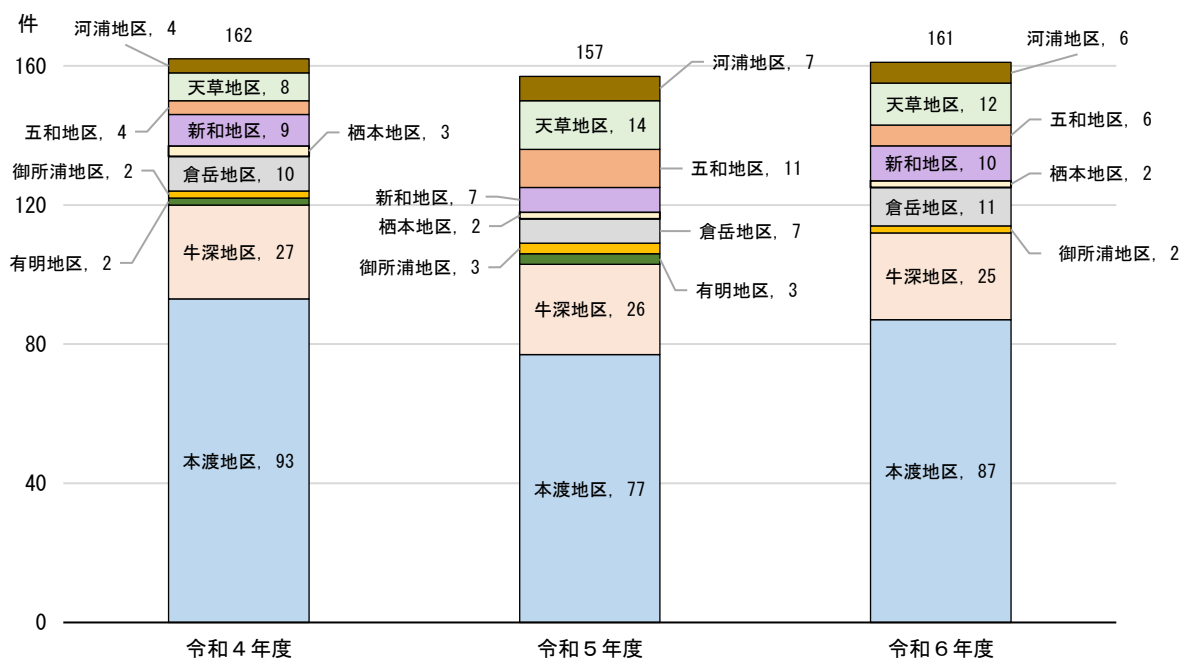 件
河浦地区, 4
162
157
161
河浦地区, 6
160
河浦地区, 7
天草地区, 8
天草地区, 12
五和地区, 4
新和地区, 9
栖本地区, 3
天草地区, 14
五和地区, 6
御所浦地区, 2
倉岳地区, 10
五和地区, 11
新和地区, 10
栖本地区, 2
120
新和地区, 7
倉岳地区, 11
栖本地区, 2
倉岳地区, 7
有明地区, 2
牛深地区, 27
御所浦地区, 3
御所浦地区, 2
有明地区, 3
牛深地区, 25
牛深地区, 26
80
本渡地区, 93
本渡地区, 77
本渡地区, 87
40
0
令和4年度
令和5年度
令和6年度